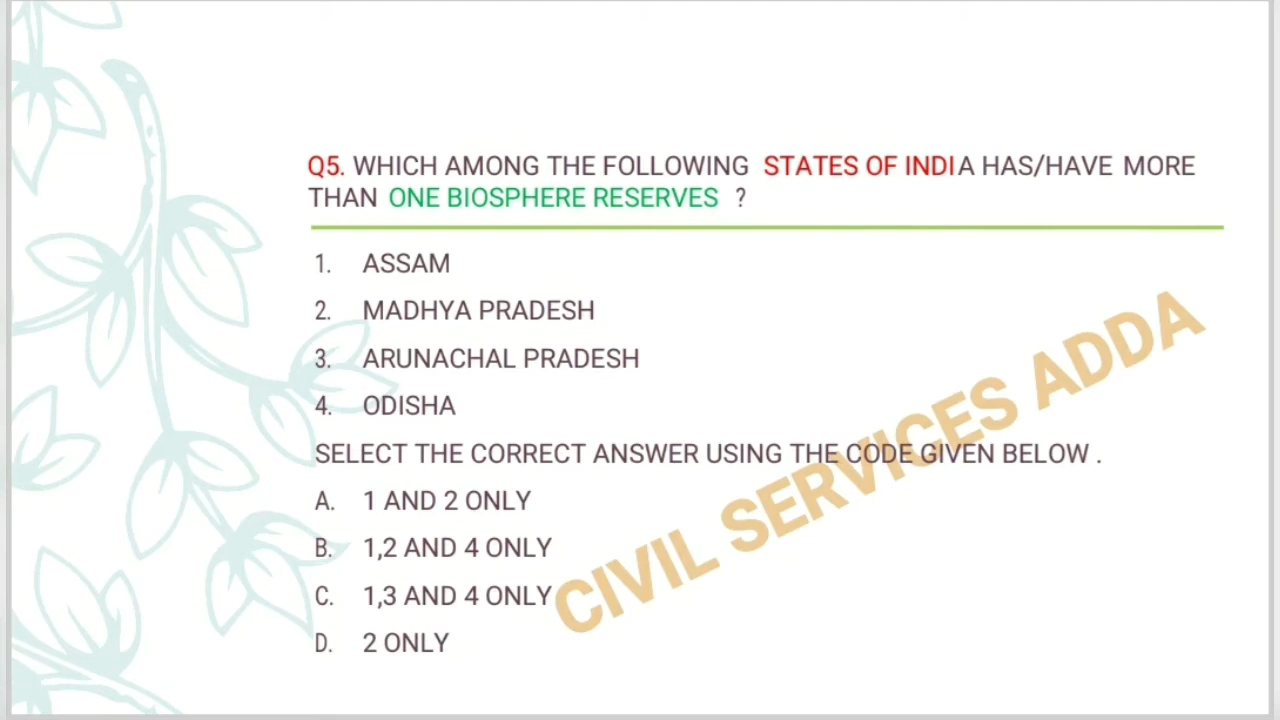 Q5. WHICH AMONG THE FOLLOWING STATES OF INDIA HAS/HAVE MORE
THAN ONE BIOSPHERE RESERVES ?
1. ASSAM
2. MADHYA PRADESH
3. ARUNACHAL PRADESH
4. ODISHA
SELECT THE CORRECT ANSWER USING THE CODE GIVEN BELOW .
A. 1 AND 2 ONLY
B. 1,2 AND 4 ONLY
C. 1,3 AND 4 ONLY
D. 2 ONLY
CIVIL SERVICES ADDA